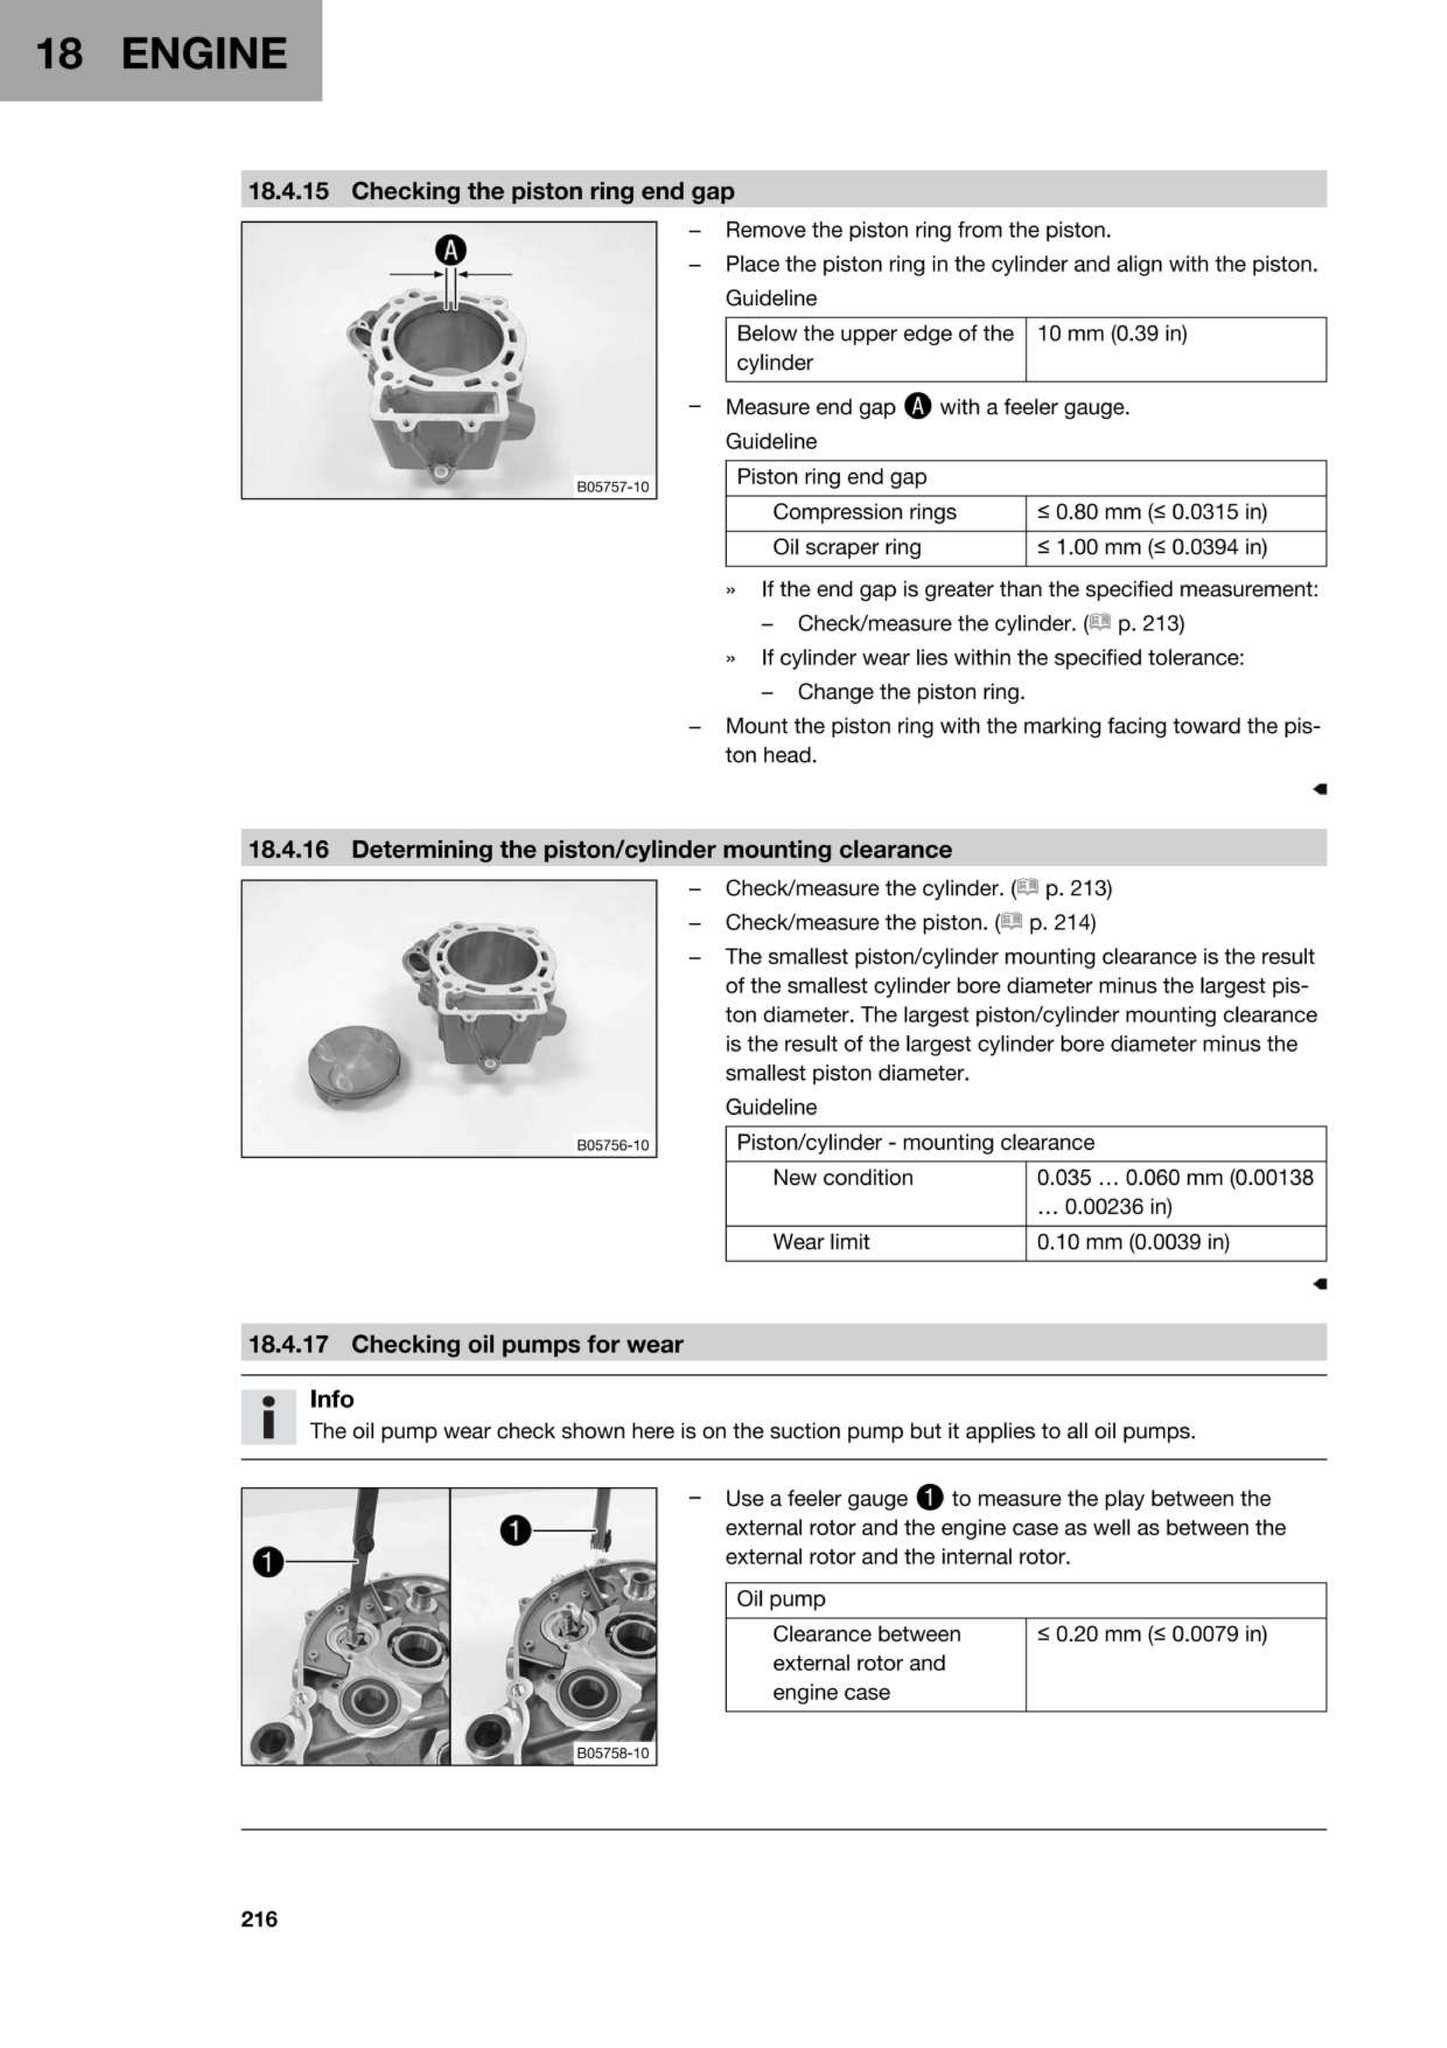 18 ENGINE
18.4.15 Checking the piston ring end gap
A
B05757-10
– Remove the piston ring from the piston.
– Place the piston ring in the cylinder and align with the piston.
Guideline
Below the upper edge of the 10 mm (0.39 in)
cylinder
– Measure end gap A with a feeler gauge.
Guideline
Piston ring end gap
Compression rings ≤ 0.80 mm (≤ 0.0315 in)
Oil scraper ring ≤ 1.00 mm (≤ 0.0394 in)
» If the end gap is greater than the specified measurement:
– Check/measure the cylinder. ( p. 213)
» If cylinder wear lies within the specified tolerance:
– Change the piston ring.
– Mount the piston ring with the marking facing toward the pis-
ton head.
18.4.16 Determining the piston/cylinder mounting clearance
B05756-10
– Check/measure the cylinder. ( p. 213)
– Check/measure the piston. ( p. 214)
– The smallest piston/cylinder mounting clearance is the result
of the smallest cylinder bore diameter minus the largest pis-
ton diameter. The largest piston/cylinder mounting clearance
is the result of the largest cylinder bore diameter minus the
smallest piston diameter.
Guideline
Piston/cylinder - mounting clearance
New condition 0.035 … 0.060 mm (0.00138
… 0.00236 in)
Wear limit 0.10 mm (0.0039 in)
18.4.17 Checking oil pumps for wear
i Info
The oil pump wear check shown here is on the suction pump but it applies to all oil pumps.
1
1
B05758-10
– Use a feeler gauge 1 to measure the play between the
external rotor and the engine case as well as between the
external rotor and the internal rotor.
Oil pump
Clearance between ≤ 0.20 mm (≤ 0.0079 in)
external rotor and
engine case
216